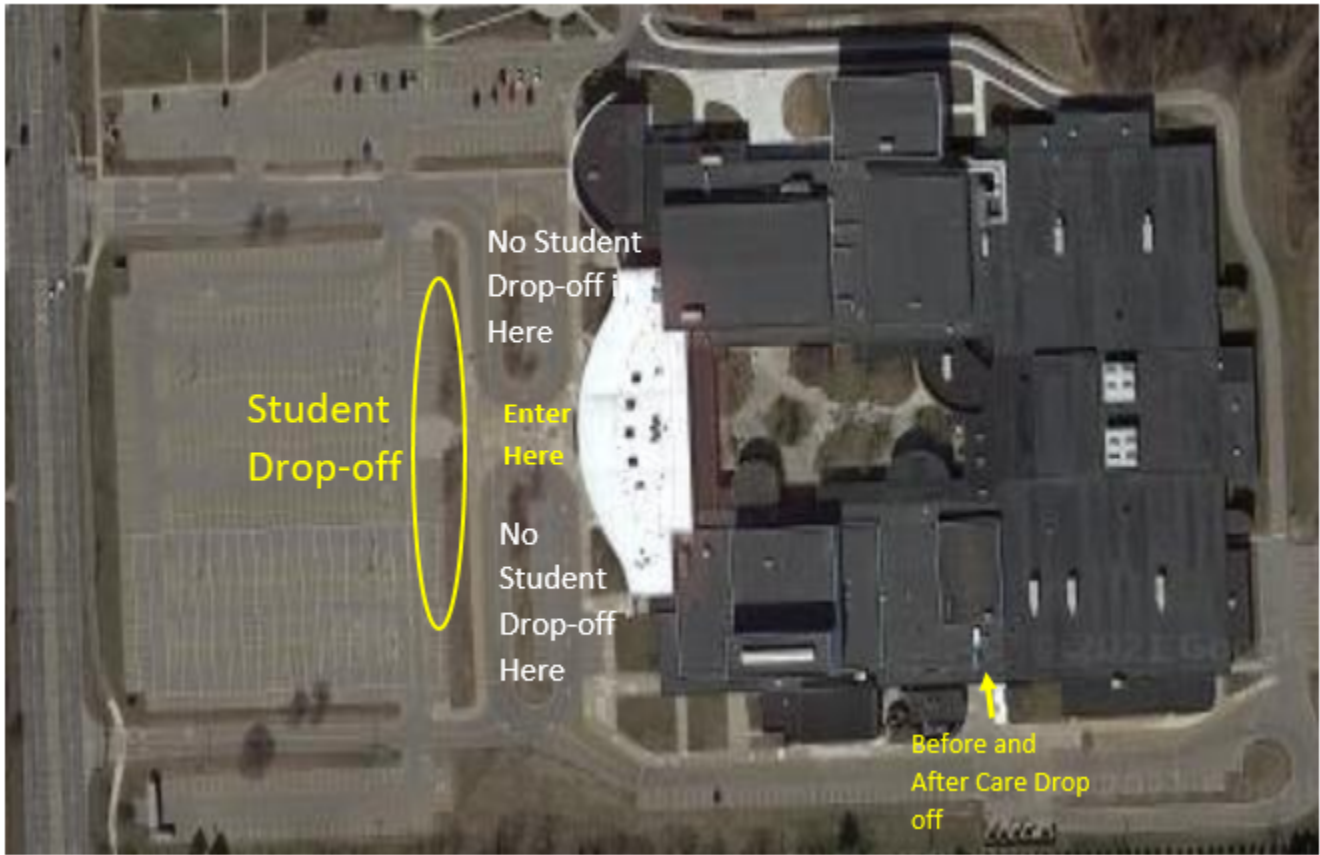 No Student
Drop-off i
Here
Student
Drop-off
Enter
Here
No
Student
Drop-off
Here
Before and
After Care Drop
off
2021